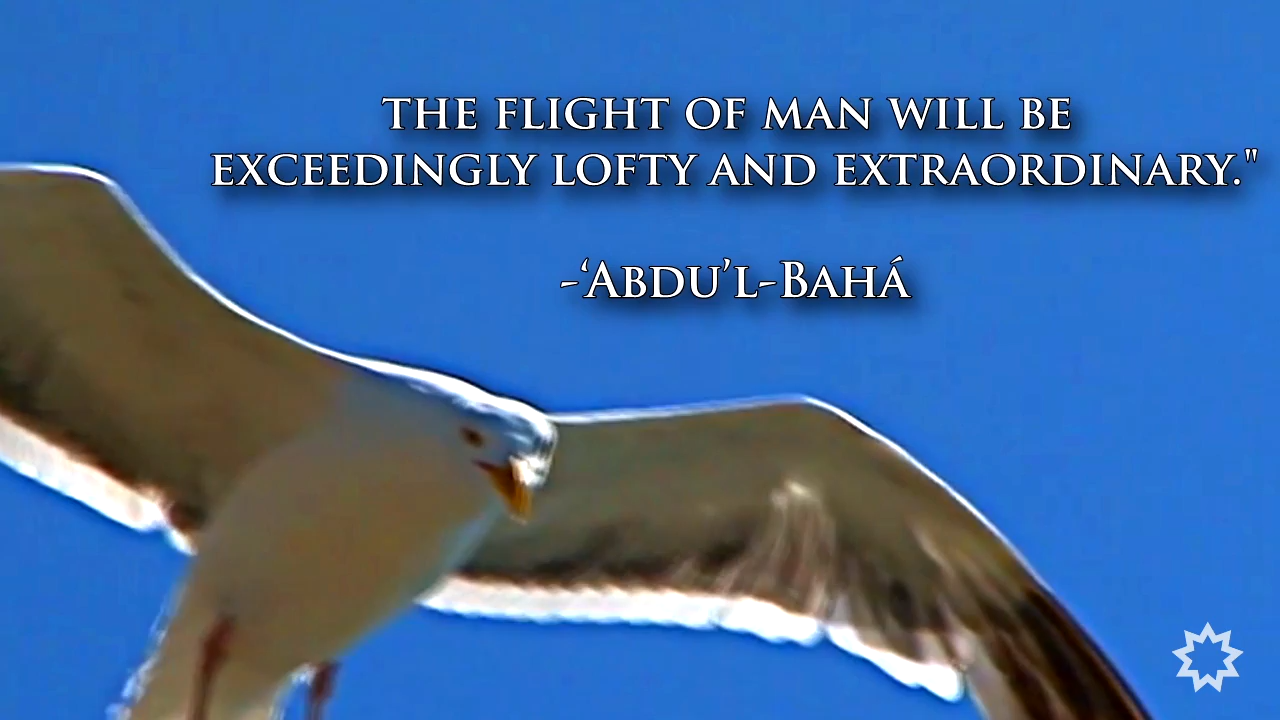 THE FLIGHT OF MAN WILL BE
EXCEEDINGLY LOFTY AND EXTRAORDINARY."
-‘ABDU’L-BAHÁ